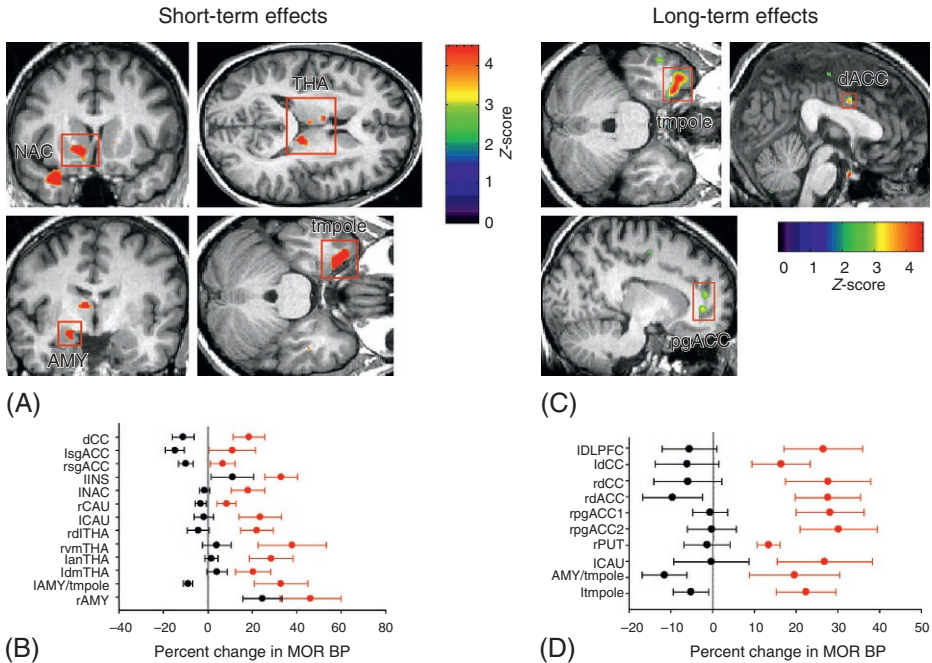 Short-term effects
Long-term effects
NAC
THA
4
3
2
1
0
Z-score
AMY
tmpole
(A)
tmpole
dACC
0 1 2 3 4
Z-score
pgACC
(C)
dCC
lsgACC
rsgACC
lINS
lNAC
rCAU
lCAU
rdlTHA
rvmTHA
lanTHA
ldmTHA
lAMY/tmpole
rAMY
−40 −20 0 20 40 60 80
(B)
Percent change in MOR BP
lDLPFC
ldCC
rdCC
rdACC
rpgACC1
rpgACC2
rPUT
lCAU
AMY/tmpole
ltmpole
−20 −10 0 10 20 30 40 50
(D)
Percent change in MOR BP